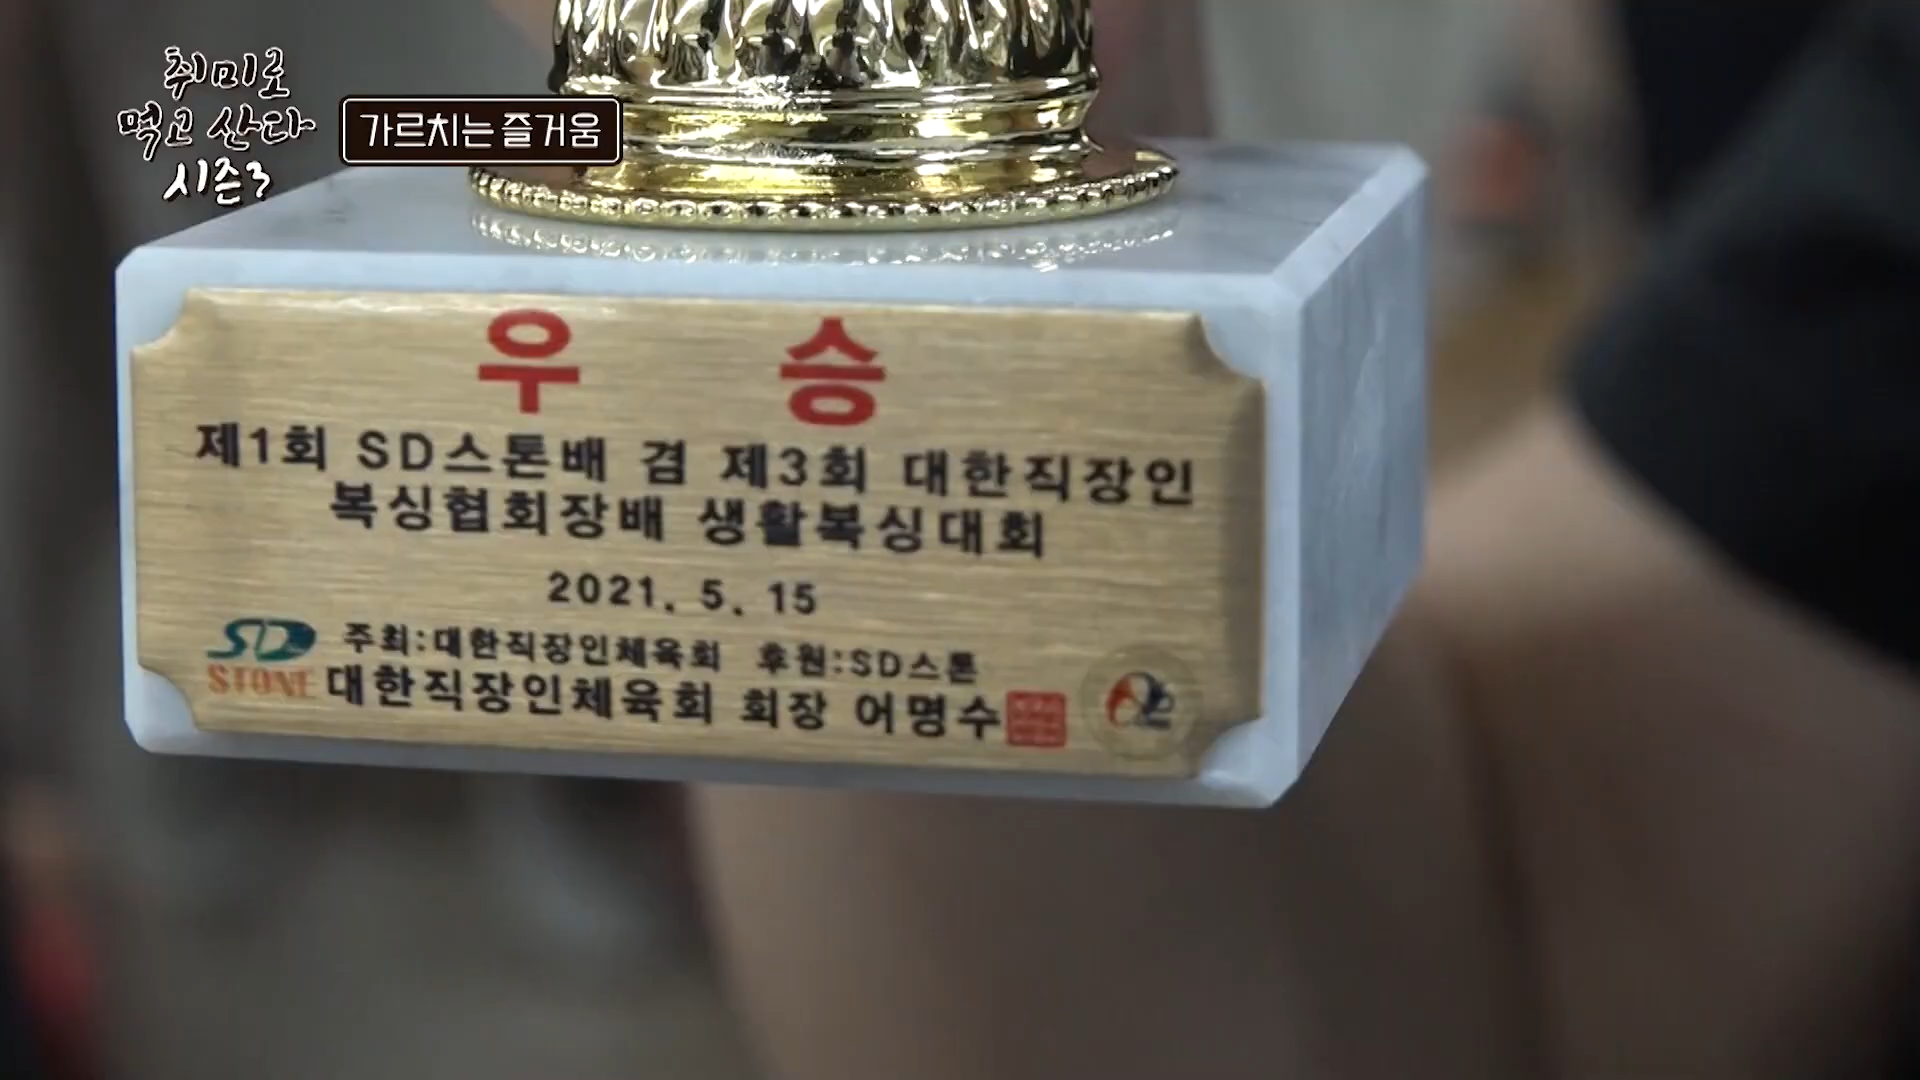 취미로
먹고 산다
시즌3
가르치는 즐거움
우 승
제1회 SD스톤배 겸 제3회 대한직장인
복싱협회장배 생활복싱대회
2021. 5. 15
SD
STONE
주최:대한직장인체육회 후원:SD스톤
대한직장인체육회 회장 어명수